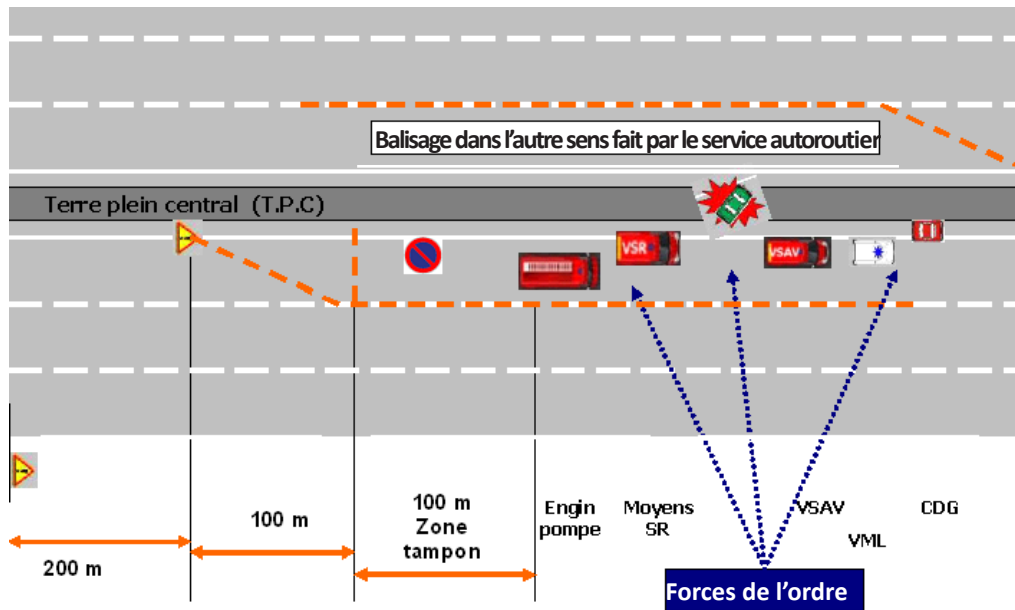 Balisage dans l'autre sens fait par le service autoroutier
Terre plein central (T.P.C)
VSR
VSAV
200 m
100 m
100 m
Zone
tampon
Engin
pompe
Moyens
SR
VSAV
VML
CDG
Forces de l'ordre